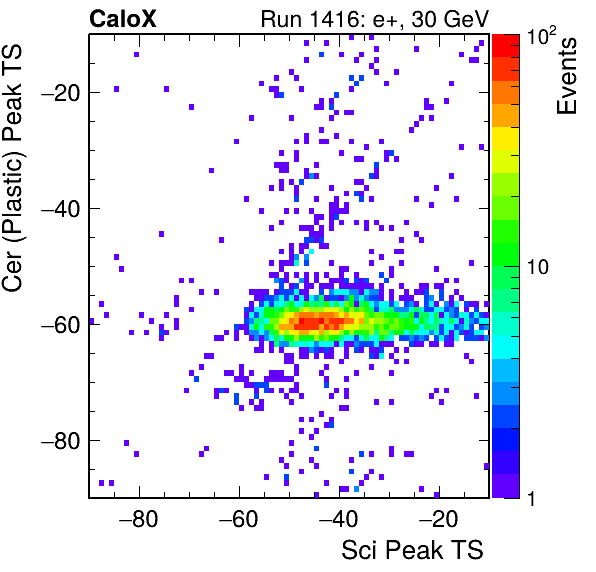 CaloX Run 1416: e+, 30 GeV
Cer (Plastic) Peak TS
−20
−40
−60
−80
−80 −60 −40 −20
Sci Peak TS
10²
10
1
Events